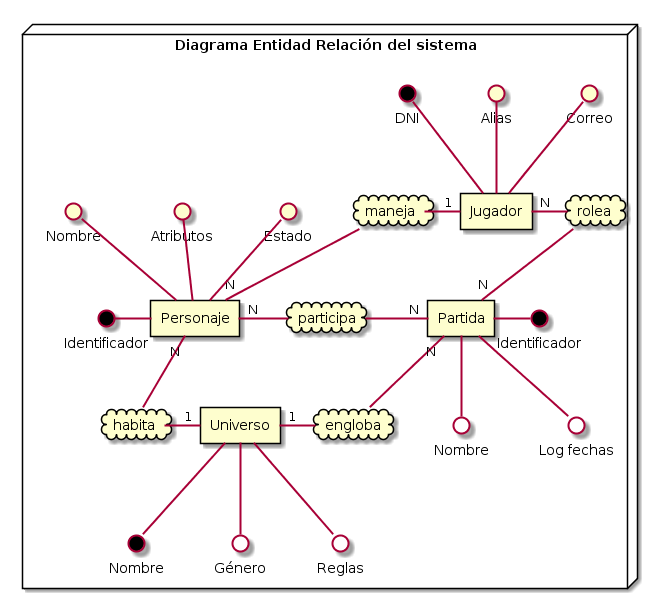 Diagrama Entidad Relación del sistema
DNI
Alias
Correo
maneja
1
Jugador
N
rolea
Nombre
Atributos
Estado
N
N
Identificador
Personaje
N
participa
N
Partida
Identificador
N
N
habita
1
Universo
1
engloba
Nombre
Log fechas
Nombre
Género
Reglas